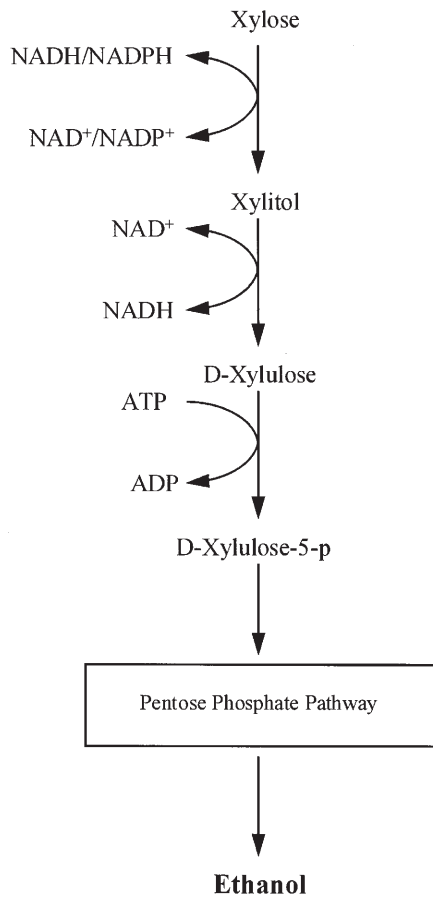 Xylose
NADH/NADPH
NAD⁺/NADP⁺
Xylitol
NAD⁺
NADH
D-Xylulose
ATP
ADP
D-Xylulose-5-p
Pentose Phosphate Pathway
Ethanol